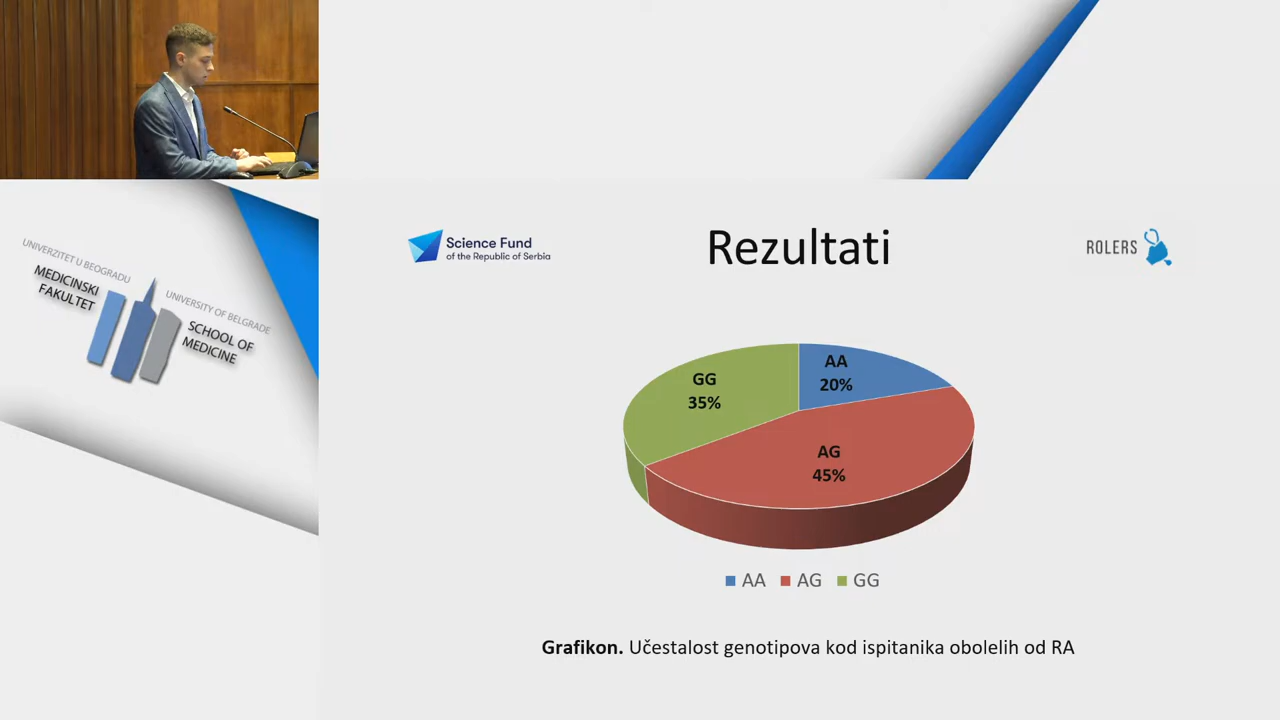 UNIVERZITET U BEOGRADU
MEDICINSKI
FAKULTET
UNIVERSITY OF BELGRADE
SCHOOL OF
MEDICINE
Science Fund
of the Republic of Serbia
Rezultati
ROLERS
AA
20%
GG
35%
AG
45%
AA AG GG
Grafikon. Učestalost genotipova kod ispitanika obolelih od RA